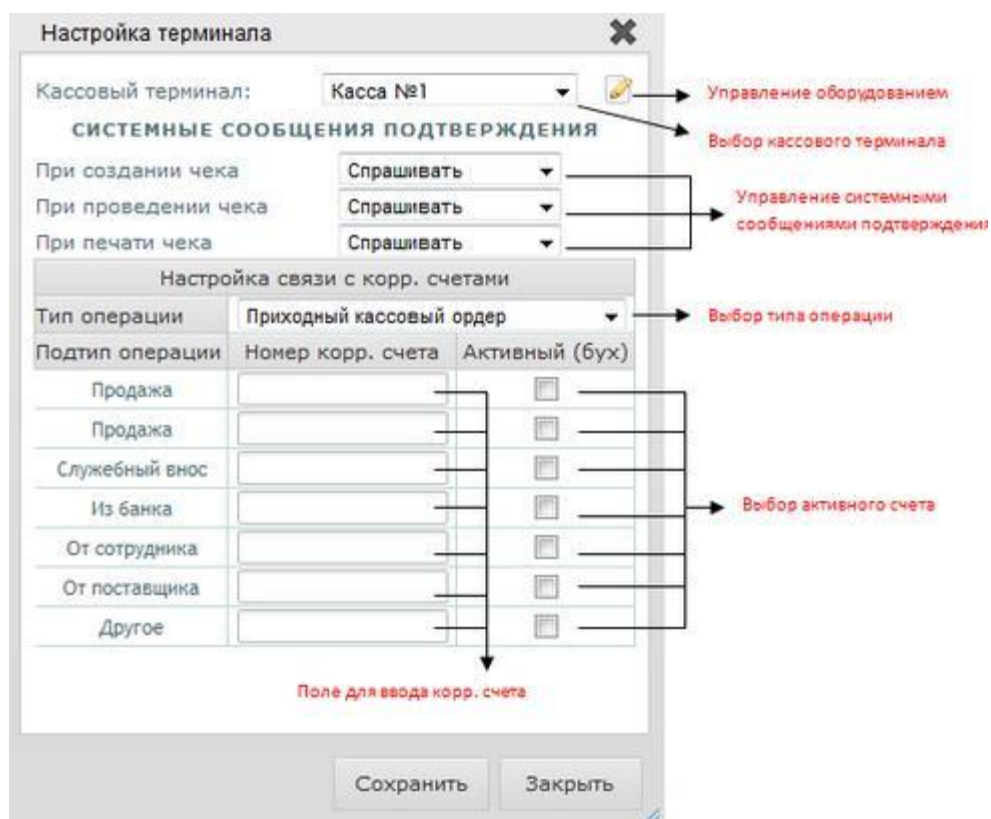 Настройка терминала
Кассовый терминал: Касса №1
Управление оборудованием
СИСТЕМНЫЕ СООБЩЕНИЯ ПОДТВЕРЖДЕНИЯ
Выбор кассового терминала
При создании чека Спрашивать
При проведении чека Спрашивать
Управление системными
сообщениями подтверждения
При печати чека Спрашивать
Настройка связи с корр. счетами
Тип операции Приходный кассовый ордер
Выбор типа операции
Подтип операции Номер корр. счета Активный (бух)
Продажа
Продажа
Служебный внос
Из банка
Выбор активного счета
От сотрудника
От поставщика
Другое
Поле для ввода корр. счета
Сохранить Закрыть